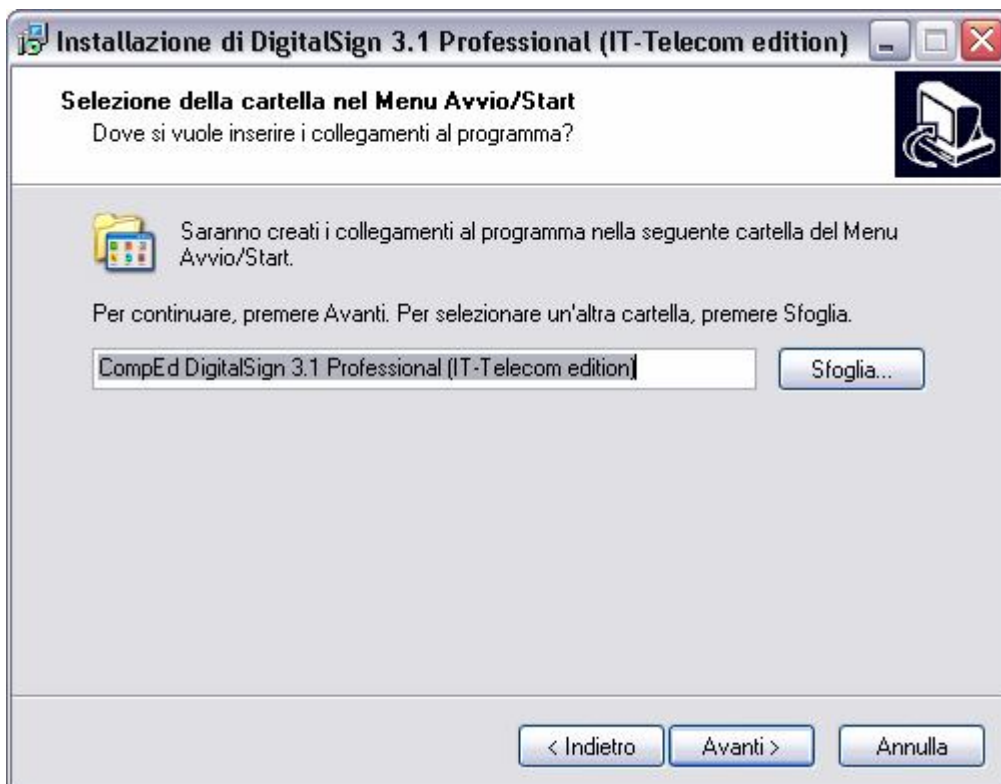 Installazione di DigitalSign 3.1 Professional (IT-Telecom edition)
Selezione della cartella nel Menu Avvio/Start
Dove si vuole inserire i collegamenti al programma?
Saranno creati i collegamenti al programma nella seguente cartella del Menu
Avvio/Start.
Per continuare, premere Avanti. Per selezionare un'altra cartella, premere Sfoglia.
CompEd DigitalSign 3.1 Professional (IT-Telecom edition)
Sfoglia...
< Indietro
Avanti >
Annulla